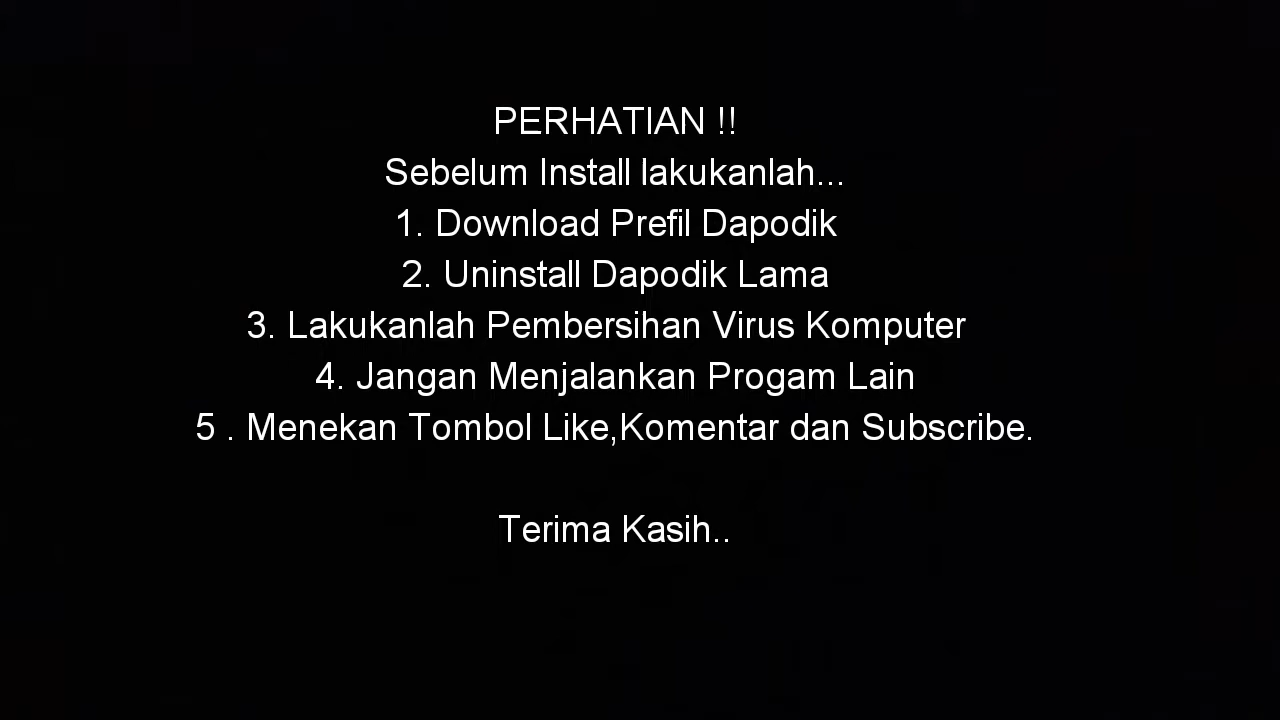 PERHATIAN !!
Sebelum Install lakukanlah...
1. Download Prefil Dapodik
2. Uninstall Dapodik Lama
3. Lakukanlah Pembersihan Virus Komputer
4. Jangan Menjalankan Progam Lain
5 . Menekan Tombol Like,Komentar dan Subscribe.
Terima Kasih..